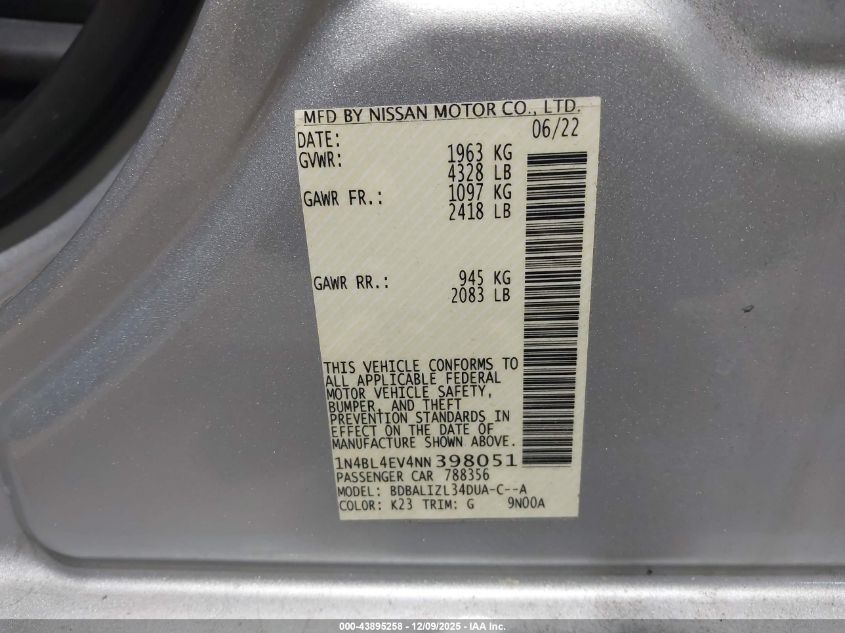 MFD BY NISSAN MOTOR CO., LTD.
DATE: 06/22
GVWR: 1963 KG
4328 LB
GAWR FR.: 1097 KG
2418 LB
GAWR RR.: 945 KG
2083 LB
THIS VEHICLE CONFORMS TO
ALL APPLICABLE FEDERAL
MOTOR VEHICLE SAFETY,
BUMPER, AND THEFT
PREVENTION STANDARDS IN
EFFECT ON THE DATE OF
MANUFACTURE SHOWN ABOVE.
1N4BL4EV4NN398051
PASSENGER CAR 788356
MODEL: BDBALIZL34DUA-C--A
COLOR: K23 TRIM: G 9N00A
000-43895258 - 12/09/2025 - IAA Inc.